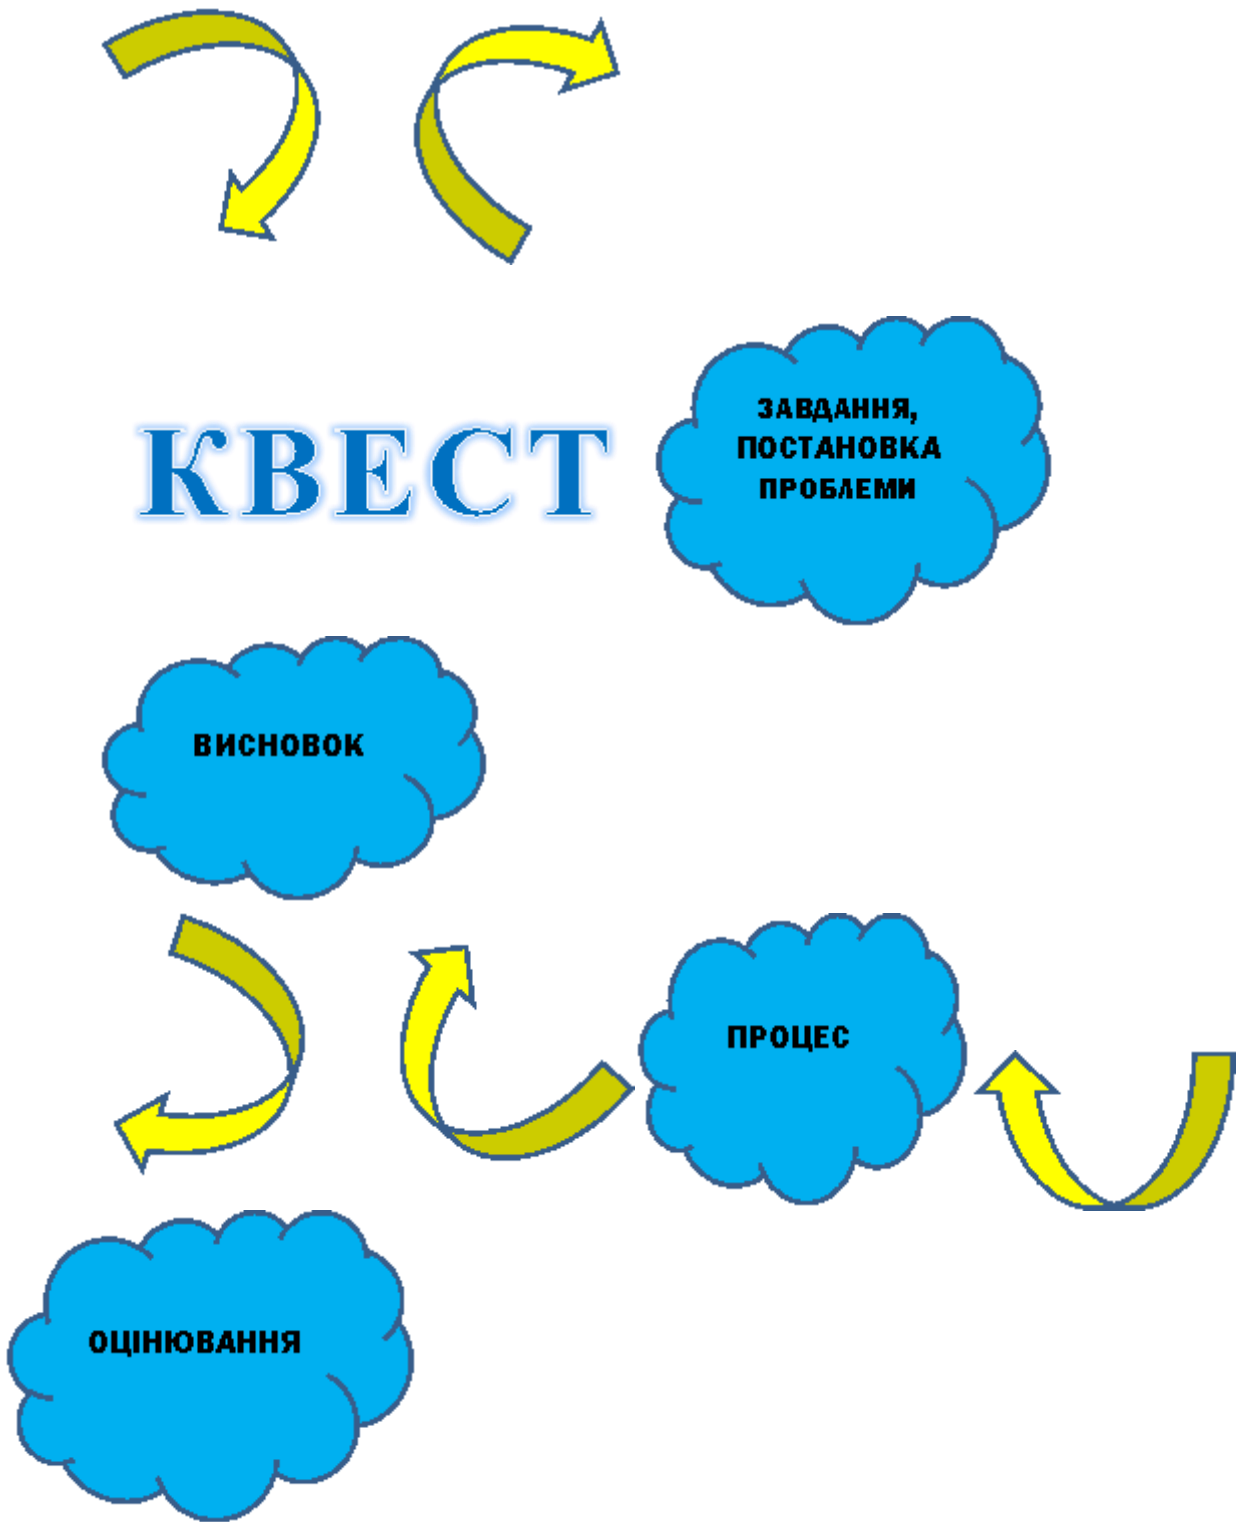 КВЕСТ
ЗАВДАННЯ,
ПОСТАНОВКА
ПРОБЛЕМИ
ВИСНОВОК
ПРОЦЕС
ОЦІНЮВАННЯ